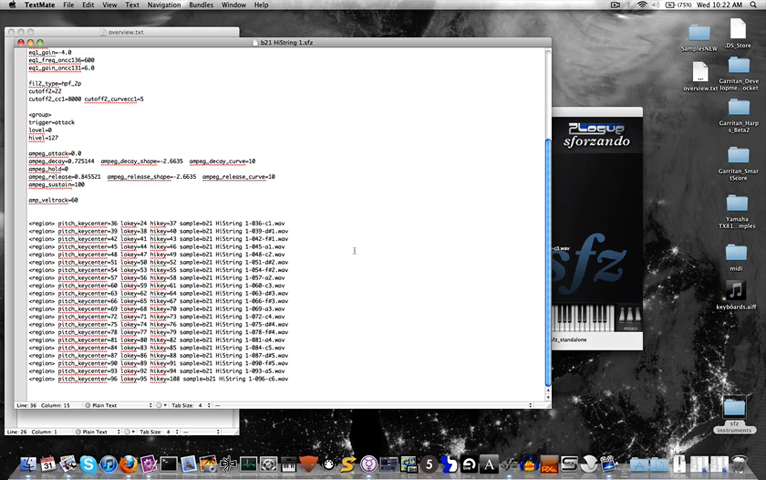 TextMate File Edit View Text Navigation Bundles Window Help
(75%) Wed 10:22 AM
overview.txt
b21 HiString 1.sfz
eq1_gain=-4.0
eq1_freq_oncc136=600
eq1_gain_oncc131=6.0
fil2_type=hpf_2p
cutoff2=22
cutoff2_cc1=8000 cutoff2_curvecc1=5
<group>
trigger=attack
lovel=0
hivel=127
ampeg_attack=0.0
ampeg_decay=0.725144 ampeg_decay_shape=-2.6635 ampeg_decay_curve=10
ampeg_hold=0
ampeg_release=0.845521 ampeg_release_shape=-2.6635 ampeg_release_curve=10
ampeg_sustain=100
amp_veltrack=60
<region> pitch_keycenter=36 lokey=24 hikey=37 sample=b21 HiString 1-036-c1.wav
<region> pitch_keycenter=39 lokey=38 hikey=40 sample=b21 HiString 1-039-d#1.wav
<region> pitch_keycenter=42 lokey=41 hikey=43 sample=b21 HiString 1-042-f#1.wav
<region> pitch_keycenter=45 lokey=44 hikey=46 sample=b21 HiString 1-045-a1.wav
<region> pitch_keycenter=48 lokey=47 hikey=49 sample=b21 HiString 1-048-c2.wav
<region> pitch_keycenter=51 lokey=50 hikey=52 sample=b21 HiString 1-051-d#2.wav
<region> pitch_keycenter=54 lokey=53 hikey=55 sample=b21 HiString 1-054-f#2.wav
<region> pitch_keycenter=57 lokey=56 hikey=58 sample=b21 HiString 1-057-a2.wav
<region> pitch_keycenter=60 lokey=59 hikey=61 sample=b21 HiString 1-060-c3.wav
<region> pitch_keycenter=63 lokey=62 hikey=64 sample=b21 HiString 1-063-d#3.wav
<region> pitch_keycenter=66 lokey=65 hikey=67 sample=b21 HiString 1-066-f#3.wav
<region> pitch_keycenter=69 lokey=68 hikey=70 sample=b21 HiString 1-069-a3.wav
<region> pitch_keycenter=72 lokey=71 hikey=73 sample=b21 HiString 1-072-c4.wav
<region> pitch_keycenter=75 lokey=74 hikey=76 sample=b21 HiString 1-075-d#4.wav
<region> pitch_keycenter=78 lokey=77 hikey=79 sample=b21 HiString 1-078-f#4.wav
<region> pitch_keycenter=81 lokey=80 hikey=82 sample=b21 HiString 1-081-a4.wav
<region> pitch_keycenter=84 lokey=83 hikey=85 sample=b21 HiString 1-084-c5.wav
<region> pitch_keycenter=87 lokey=86 hikey=88 sample=b21 HiString 1-087-d#5.wav
<region> pitch_keycenter=90 lokey=89 hikey=91 sample=b21 HiString 1-090-f#5.wav
<region> pitch_keycenter=93 lokey=92 hikey=94 sample=b21 HiString 1-093-a5.wav
<region> pitch_keycenter=96 lokey=95 hikey=108 sample=b21 HiString 1-096-c6.wav
Line: 36 Column: 15 Plain Text Tab Size: 4 —
Line: 26 Column: 1 Plain Text Tab Size: 4 —
PLOGUE
sforzando
-c3.wav
sfz
sfz_standalone
SamplesNEW
.DS_Store
overview.txt
Garritan_Deve
lopme...ocket
Garritan_Harp
s_Beta2
Garritan_Sma
rtScore
Yamaha
TX81...mples
midi
keyboards.aiff
sfz
instruments